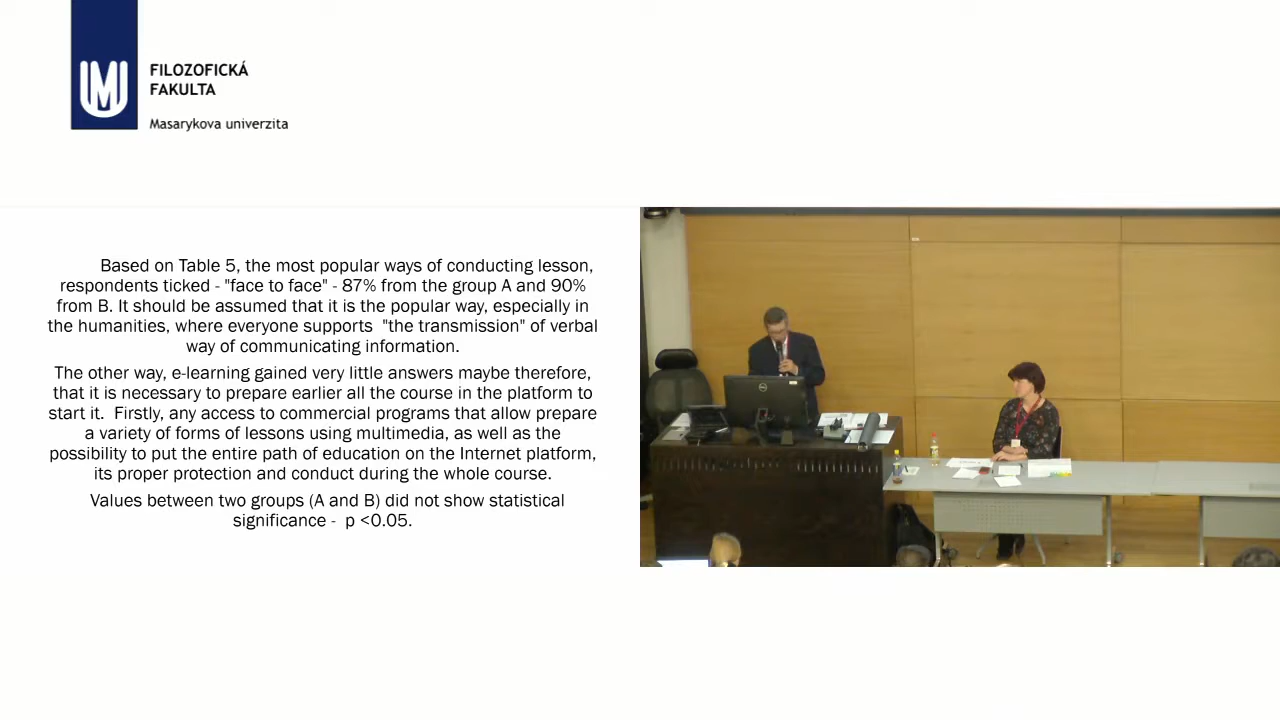 FILOZOFICKÁ
FAKULTA
Masarykova univerzita
Based on Table 5, the most popular ways of conducting lesson,
respondents ticked - "face to face" - 87% from the group A and 90%
from B. It should be assumed that it is the popular way, especially in
the humanities, where everyone supports "the transmission" of verbal
way of communicating information.
The other way, e-learning gained very little answers maybe therefore,
that it is necessary to prepare earlier all the course in the platform to
start it. Firstly, any access to commercial programs that allow prepare
a variety of forms of lessons using multimedia, as well as the
possibility to put the entire path of education on the Internet platform,
its proper protection and conduct during the whole course.
Values between two groups (A and B) did not show statistical
significance - p <0.05.